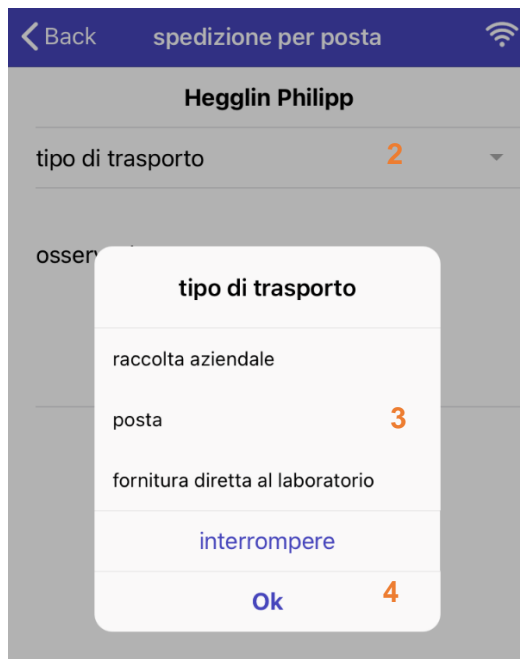 Back spedizione per posta
Hegglin Philipp
tipo di trasporto 2
osser
tipo di trasporto
raccolta aziendale
posta 3
fornitura diretta al laboratorio
interrompere
Ok 4